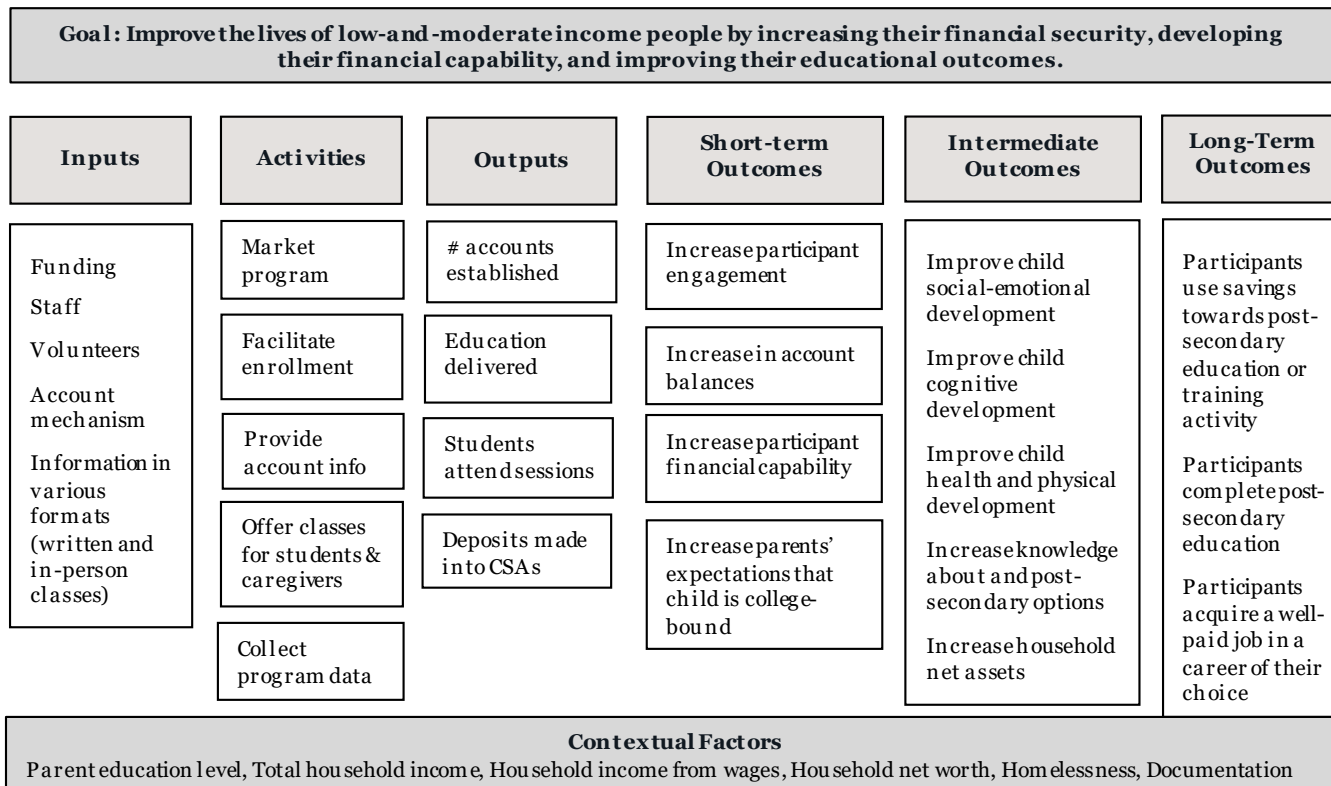 Goal: Improve the lives of low-and-moderate income people by increasing their financial security, developing
their financial capability, and improving their educational outcomes.
Inputs
Activities
Outputs
Short-term
Outcomes
Intermediate
Outcomes
Long-Term
Outcomes
Funding
Staff
Volunteers
Account
mechanism
Information in
various
formats
(written and
in-person
classes)
Market
program
Facilitate
enrollment
Provide
account info
Offer classes
for students &
caregivers
Collect
program data
# accounts
established
Education
delivered
Students
attend sessions
Deposits made
into CSAs
Increase participant
engagement
Increase in account
balances
Increase participant
financial capability
Increase parents’
expectations that
child is college-
bound
Improve child
social-emotional
development
Improve child
cognitive
development
Improve child
health and physical
development
Increase knowledge
about and post-
secondary options
Increase household
net assets
Participants
use savings
towards post-
secondary
education or
training
activity
Participants
complete post-
secondary
education
Participants
acquire a well-
paid job in a
career of their
choice
Contextual Factors
Parent education level, Total household income, Household income from wages, Household net worth, Homelessness, Documentation